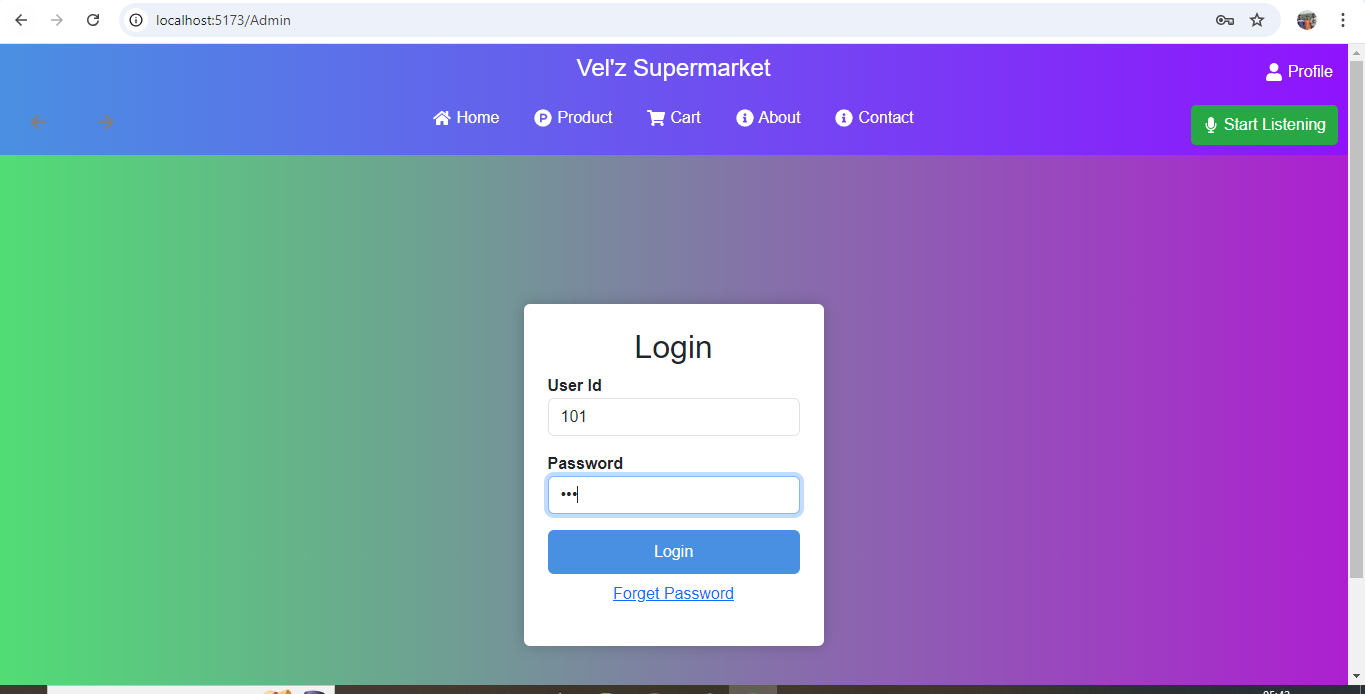 localhost:5173/Admin
Vel'z Supermarket
Profile
Home Product Cart About Contact
Start Listening
Login
User Id
101
Password
•••
Login
Forget Password